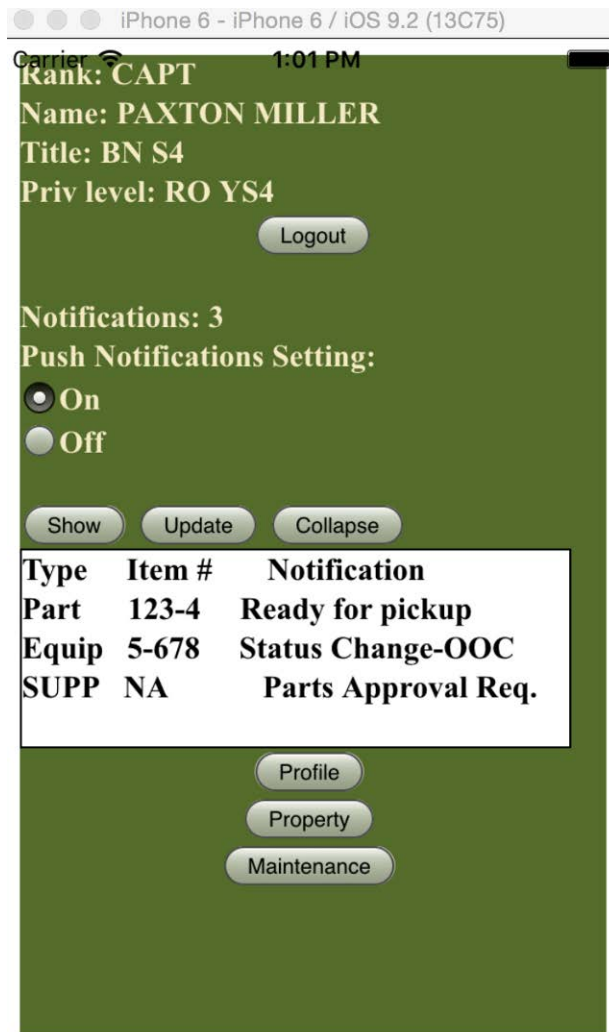 iPhone 6 - iPhone 6 / iOS 9.2 (13C75)
Carrier 1:01 PM
Rank: CAPT
Name: PAXTON MILLER
Title: BN S4
Priv level: RO YS4
Logout
Notifications: 3
Push Notifications Setting:
On
Off
Show Update Collapse
Type Item # Notification
Part 123-4 Ready for pickup
Equip 5-678 Status Change-OOC
SUPP NA Parts Approval Req.
Profile
Property
Maintenance